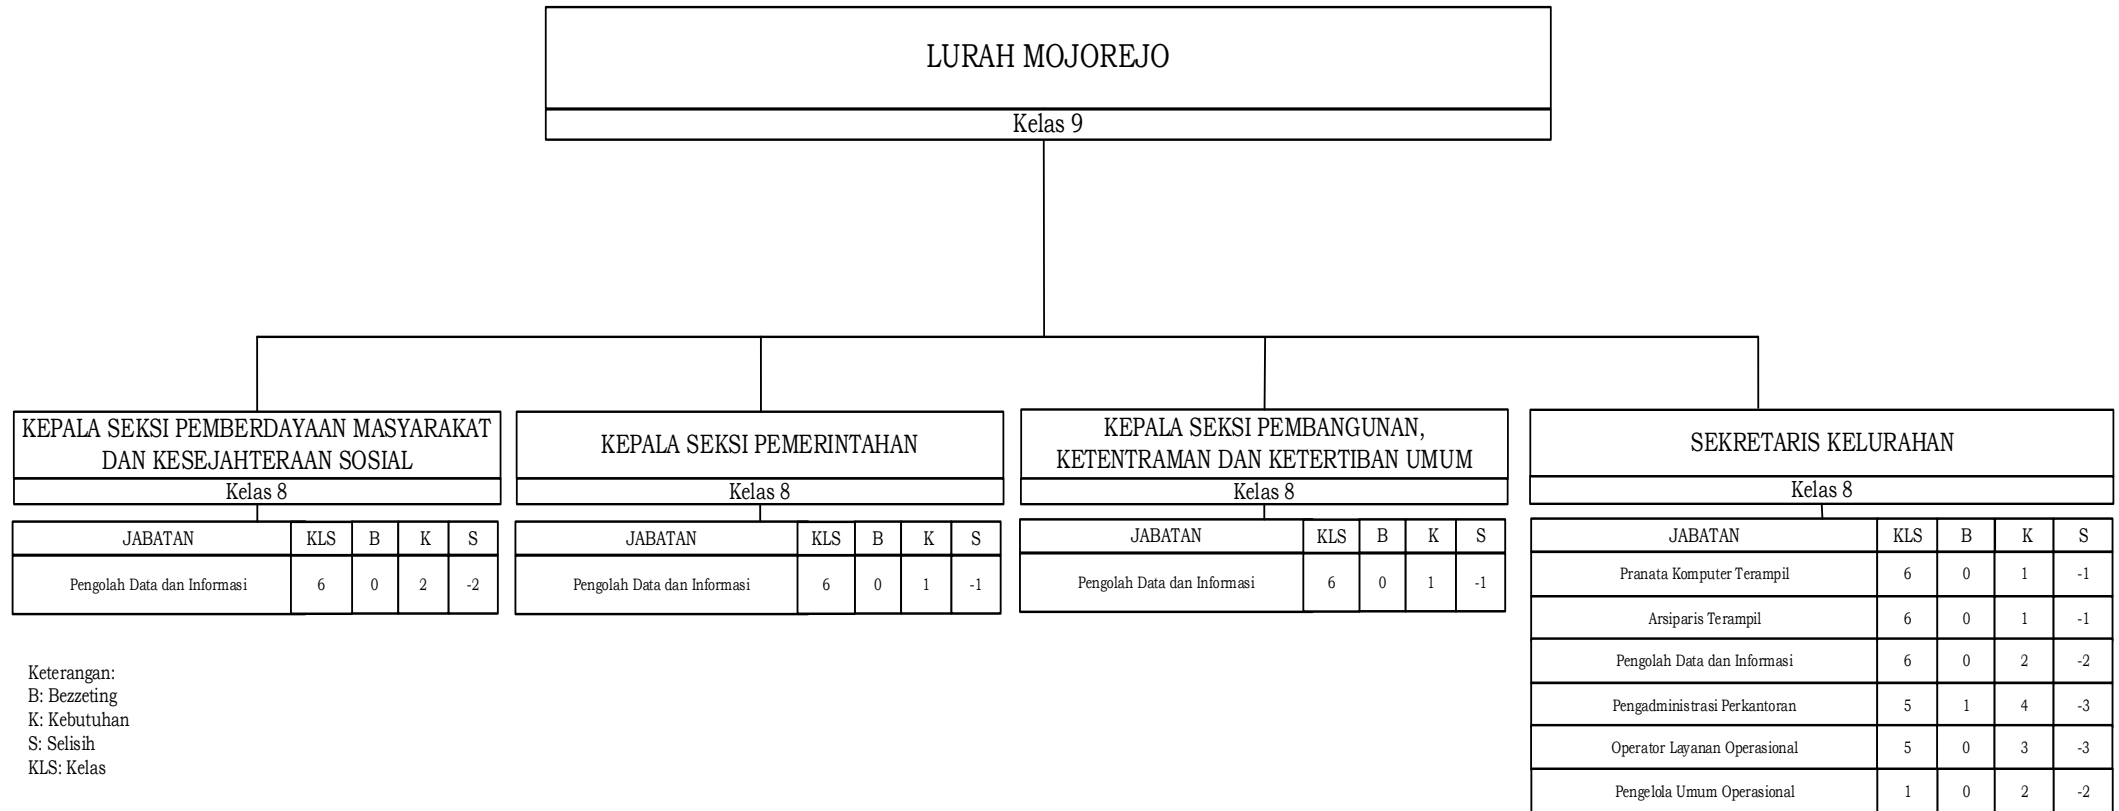 LURAH MOJOREJO
Kelas 9
KEPALA SEKSI PEMBERDAYAAN MASYARAKAT
DAN KESEJAHTERAAN SOSIAL
Kelas 8
JABATAN KLS B K S
Pengolah Data dan Informasi 6 0 2 -2
KEPALA SEKSI PEMERINTAHAN
Kelas 8
JABATAN KLS B K S
Pengolah Data dan Informasi 6 0 1 -1
KEPALA SEKSI PEMBANGUNAN,
KETENTRAMAN DAN KETERTIBAN UMUM
Kelas 8
JABATAN KLS B K S
Pengolah Data dan Informasi 6 0 1 -1
SEKRETARIS KELURAHAN
Kelas 8
JABATAN KLS B K S
Pranata Komputer Terampil 6 0 1 -1
Arsiparis Terampil 6 0 1 -1
Pengolah Data dan Informasi 6 0 2 -2
Pengadministrasi Perkantoran 5 1 4 -3
Operator Layanan Operasional 5 0 3 -3
Pengelola Umum Operasional 1 0 2 -2
Keterangan:
B: Bezzeting
K: Kebutuhan
S: Selisih
KLS: Kelas